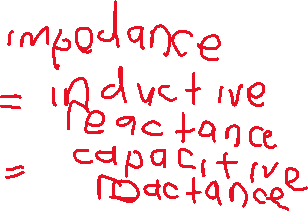 impedance
= inductive
reactance
= capacitive
reactance